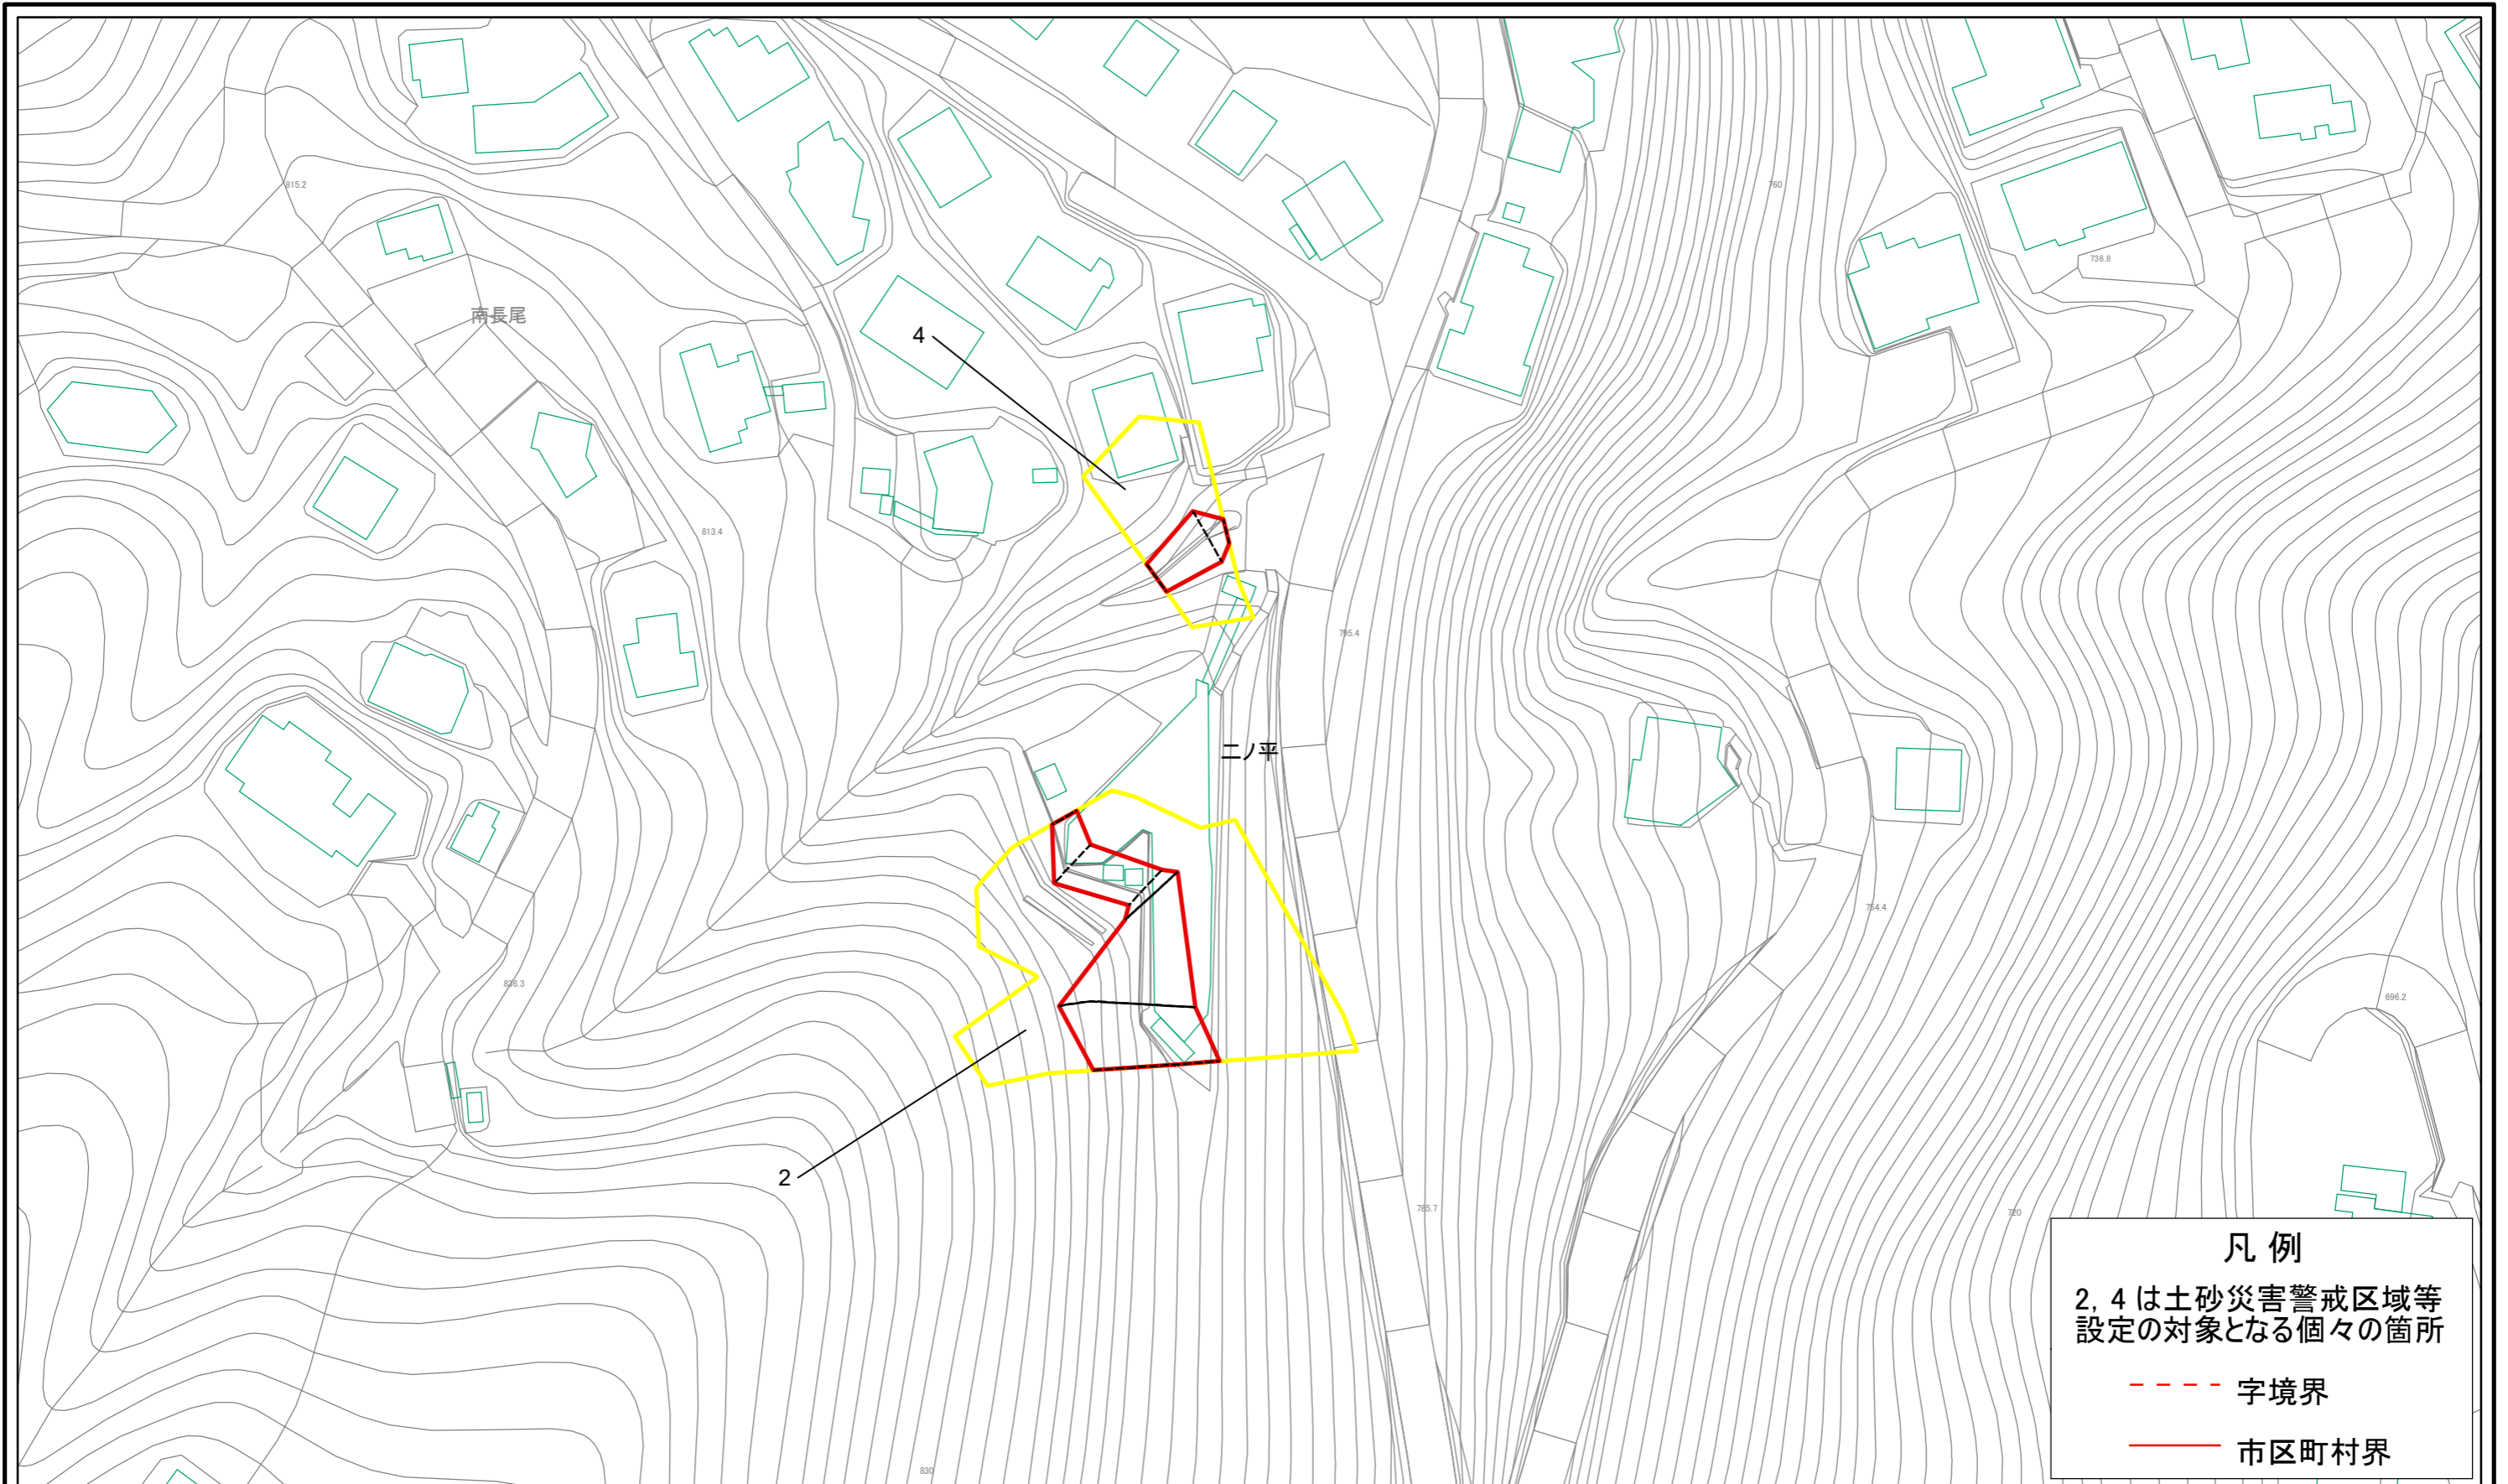 815.2
760
736.8
南長尾
4
813.4
795.4
二ノ平
754.4
836.3
696.2
2
785.7
720
830
凡 例
2, 4 は土砂災害警戒区域等
設定の対象となる個々の箇所
字境界
市区町村界